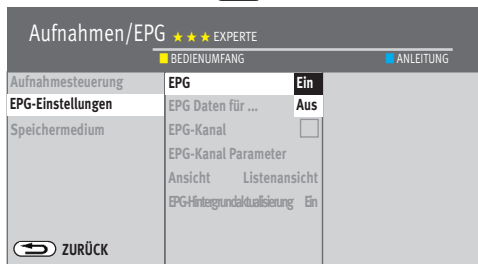 Aufnahmen/EPG ★ ★ ★ EXPERTE
BEDIENUMFANG ANLEITUNG
Aufnahmesteuerung
EPG-Einstellungen
Speichermedium
EPG Ein
EPG Daten für ... Aus
EPG-Kanal
EPG-Kanal Parameter
Ansicht Listenansicht
EPG-Hintergrundaktualisierung Ein
ZURÜCK